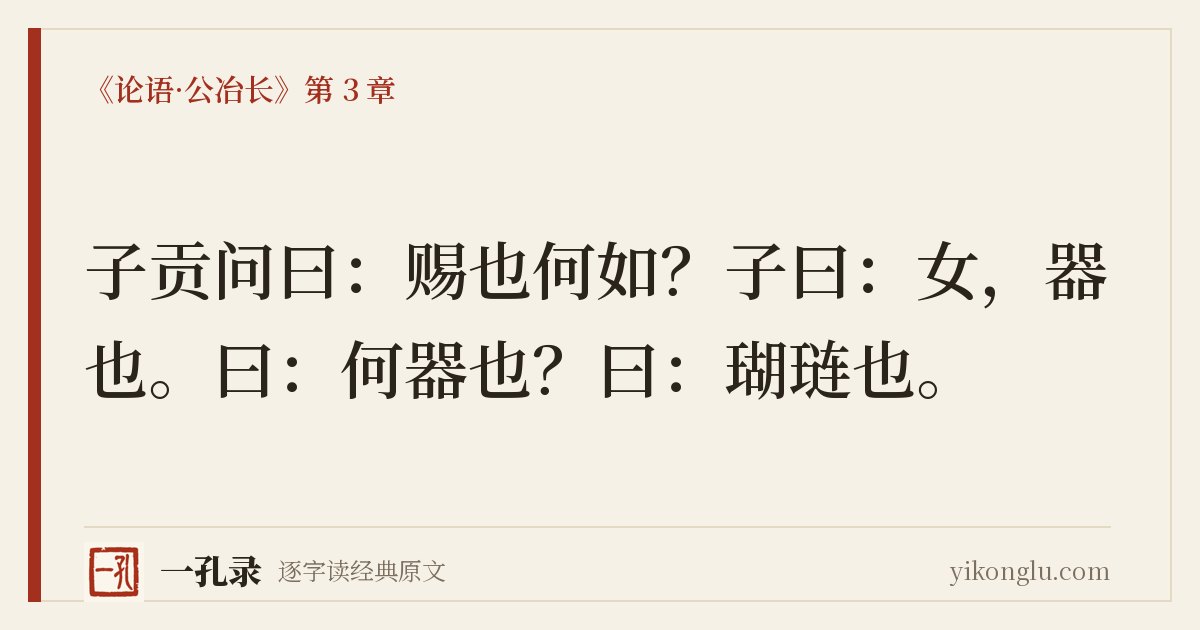 《论语·公冶长》第 3 章
子贡问曰：赐也何如？子曰：女，器
也。曰：何器也？曰：瑚琏也。
一孔
一孔录 逐字读经典原文 yikonglu.com